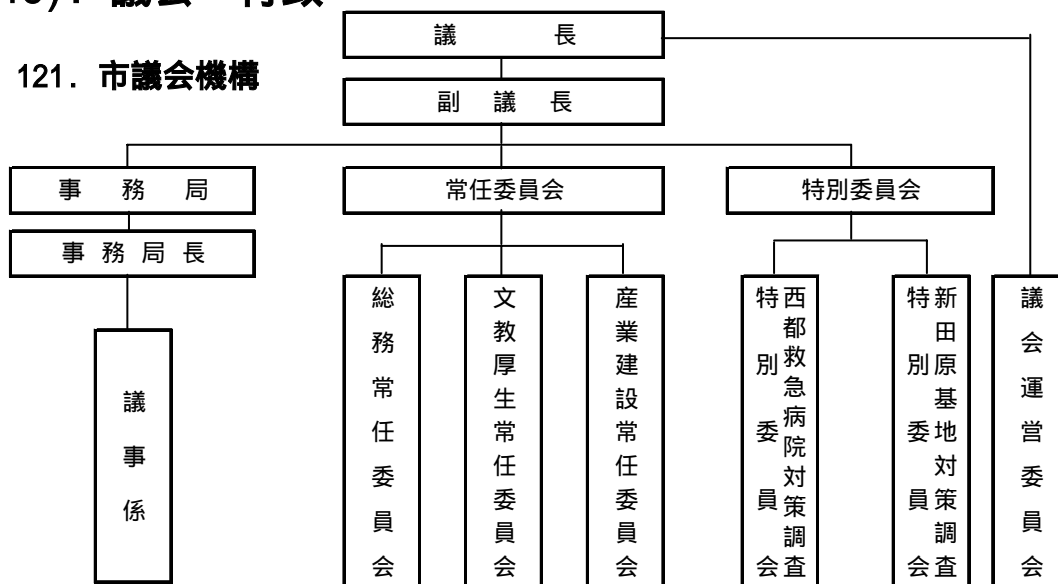 121. 市議会機構
議長
副議長
事務局
常任委員会
特別委員会
事務局長
議事係
総務常任委員会
文教厚生常任委員会
産業建設常任委員会
西都救急病院対策調査
特別委員会
新田原基地対策調査
特別委員会
議会運営委員会